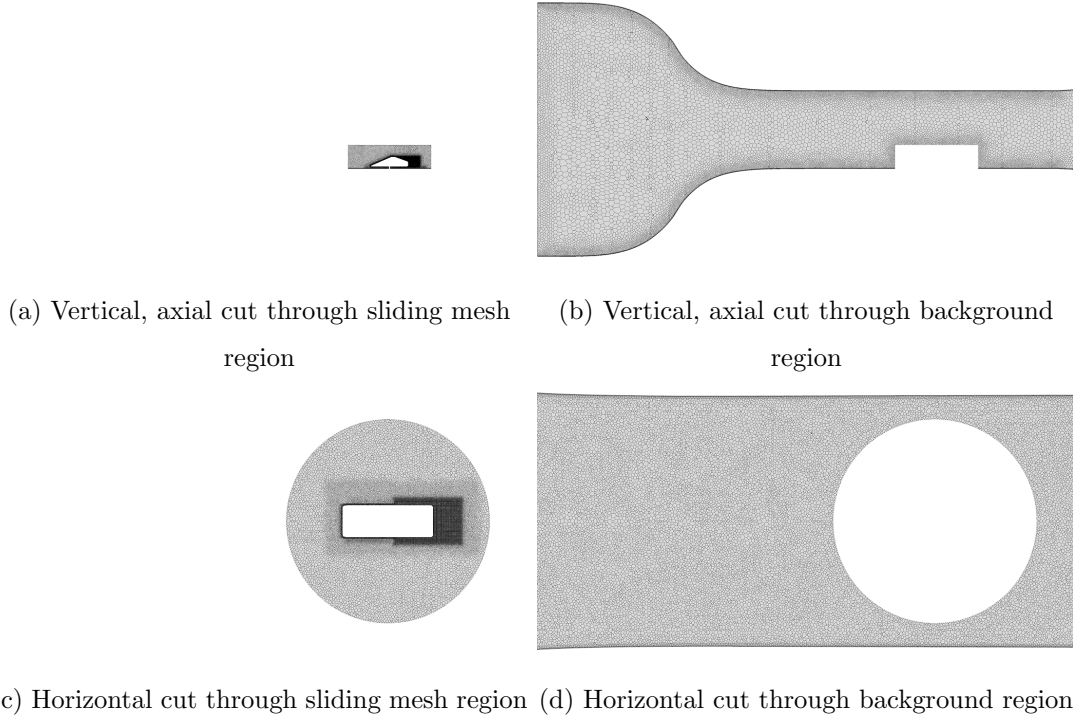 (a) Vertical, axial cut through sliding mesh
region
(b) Vertical, axial cut through background
region
c) Horizontal cut through sliding mesh region
(d) Horizontal cut through background region